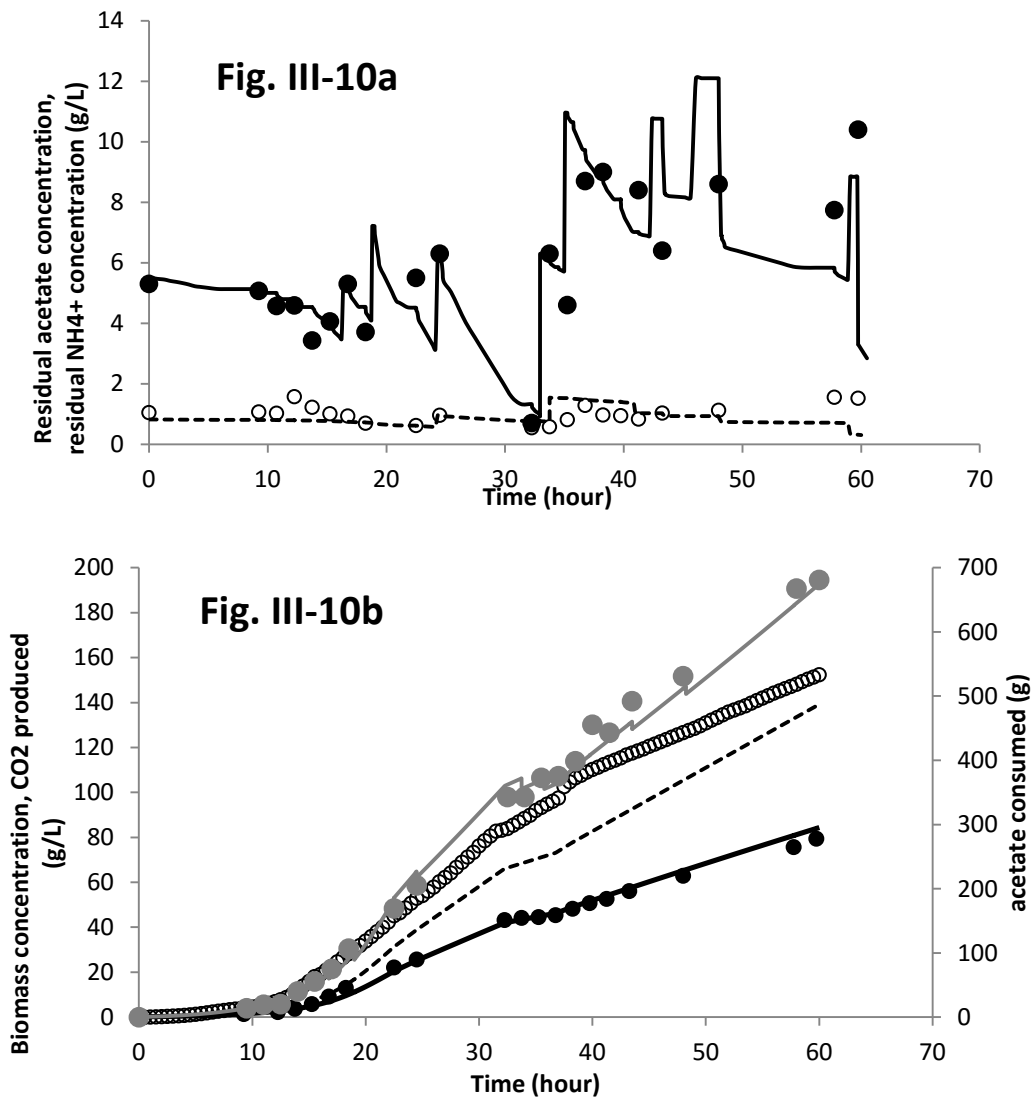 Fig. III-10a
Residual acetate concentration,
residual NH4+ concentration (g/L)
14
12
10
8
6
4
2
0
0 10 20 30 40 50 60 70
Time (hour)
Fig. III-10b
Biomass concentration, CO2 produced
(g/L)
200
180
160
140
120
100
80
60
40
20
0
700
600
500
400
300
200
100
0
acetate consumed (g)
0 10 20 30 40 50 60 70
Time (hour)